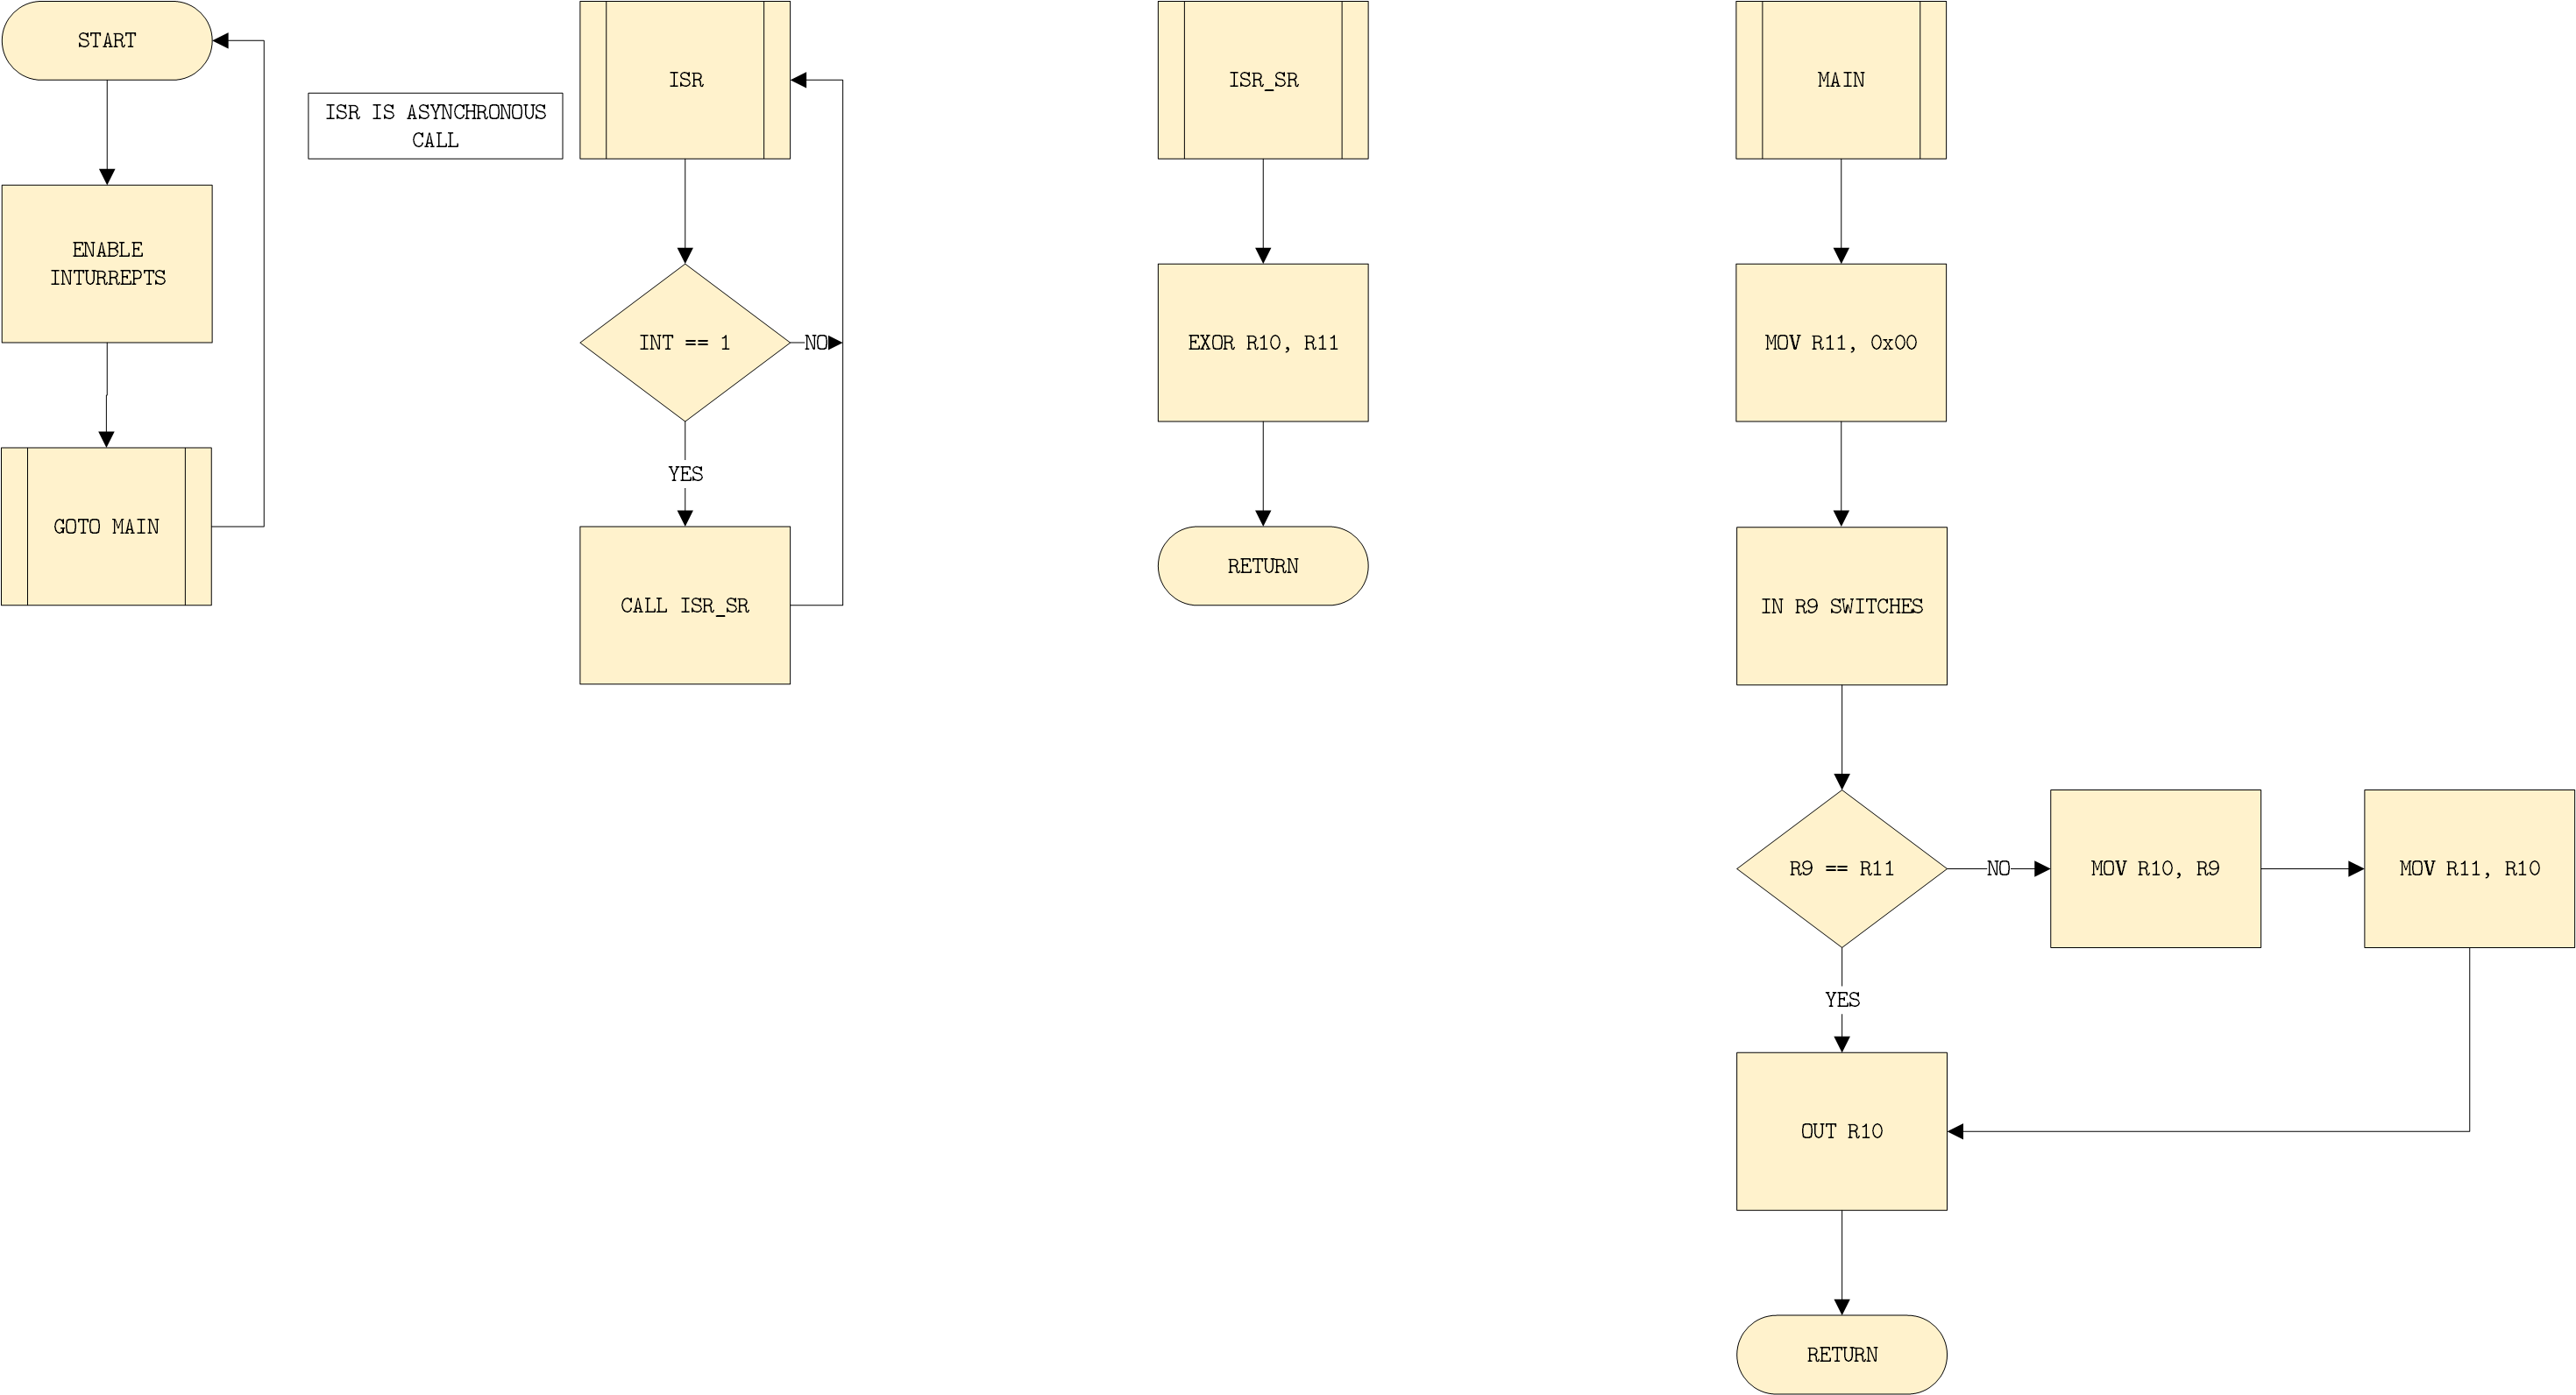 START
ENABLE
INTURREPTS
GOTO MAIN
ISR IS ASYNCHRONOUS
CALL
ISR
INT == 1
NO
YES
CALL ISR_SR
ISR_SR
EXOR R10, R11
RETURN
MAIN
MOV R11, 0x00
IN R9 SWITCHES
R9 == R11
NO
MOV R10, R9
MOV R11, R10
YES
OUT R10
RETURN